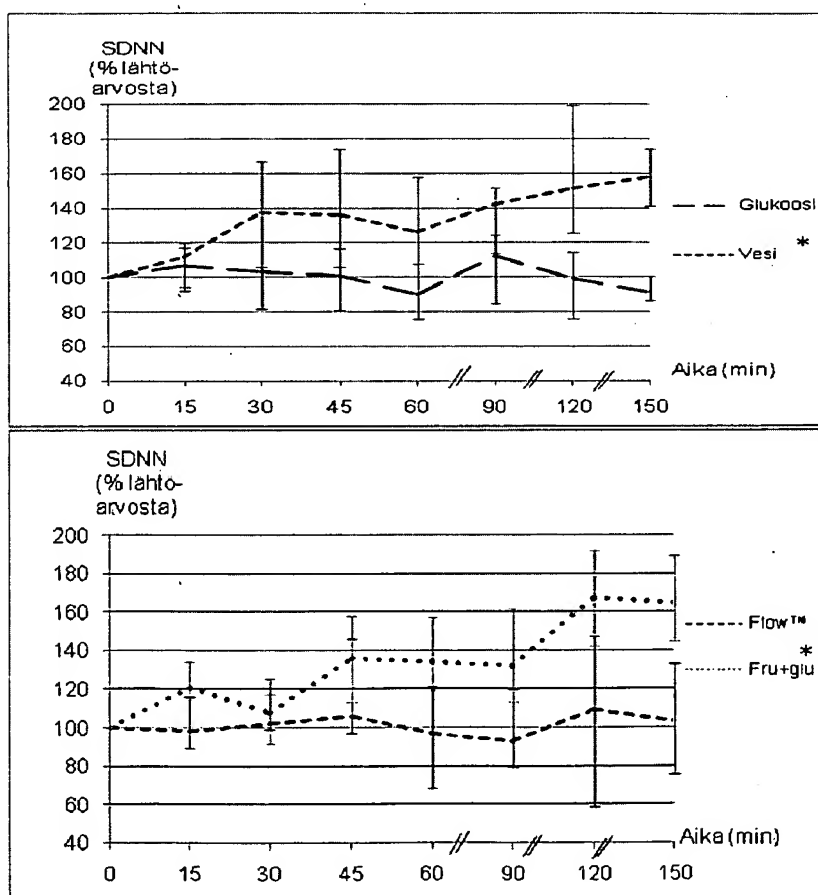 SDNN
(% lähtö-
arvosta)
200
180
160
140
120
100
80
60
40
Glukoosi
Vesi *
Aika (min)
0 15 30 45 60 90 120 150
SDNN
(% lähtö-
arvosta)
200
180
160
140
120
100
80
60
40
Flow™
*
Fru+glu
Aika (min)
0 15 30 45 60 90 120 150